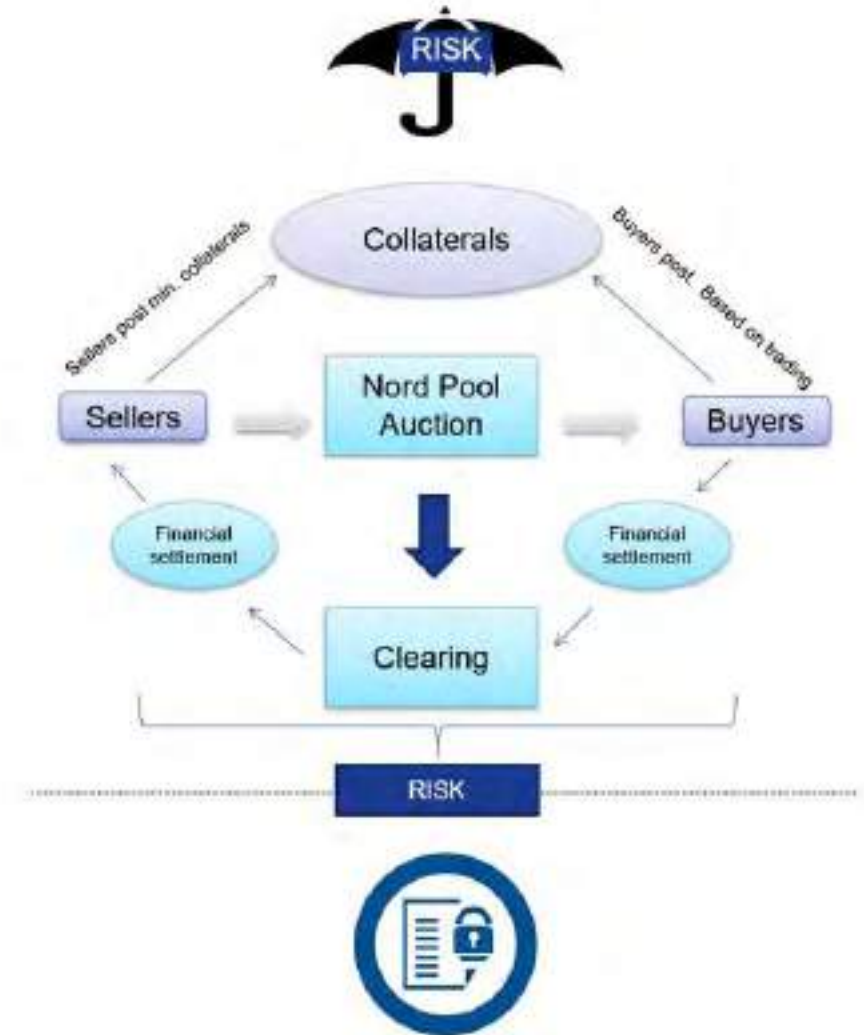 RISK
Collaterals
Sellers post min. collaterals
Buyers post. Based on trading
Nord Pool
Auction
Sellers
Buyers
Financial
settlement
Financial
settlement
Clearing
RISK